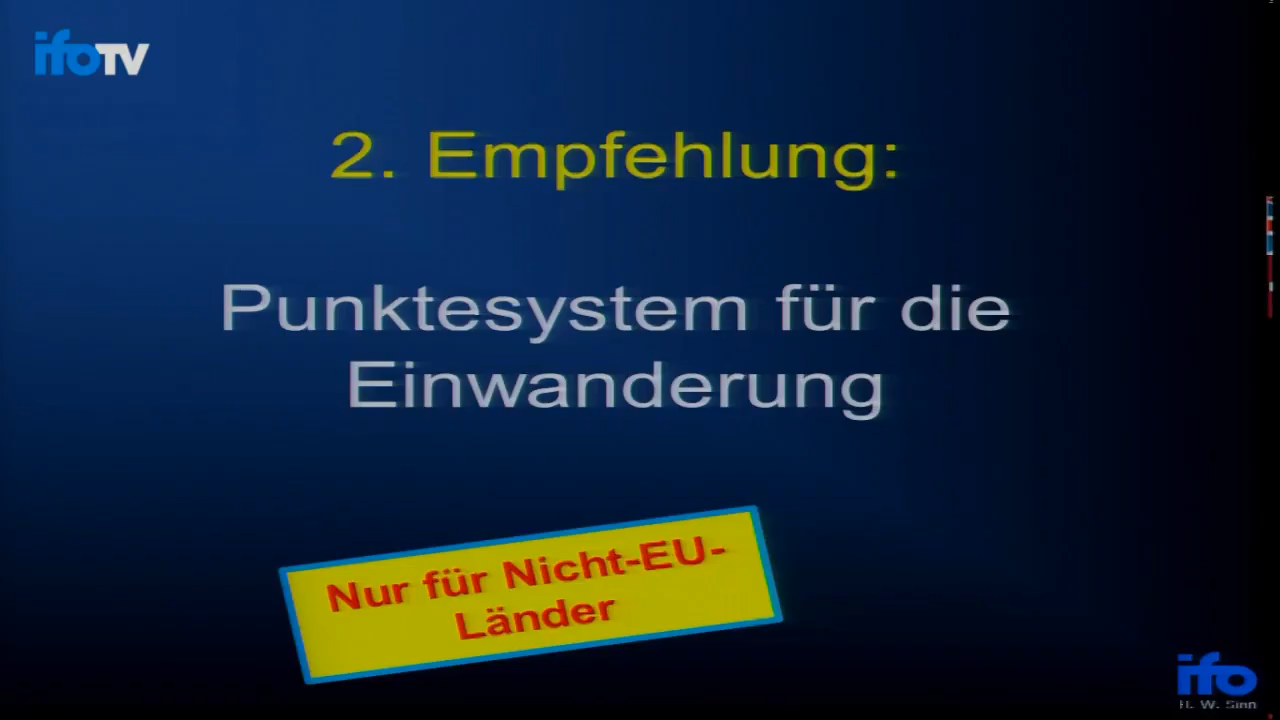 ifoTV
2. Empfehlung:
Punktesystem für die
Einwanderung
Nur für Nicht-EU-
Länder
ifo
H. W. Sinn